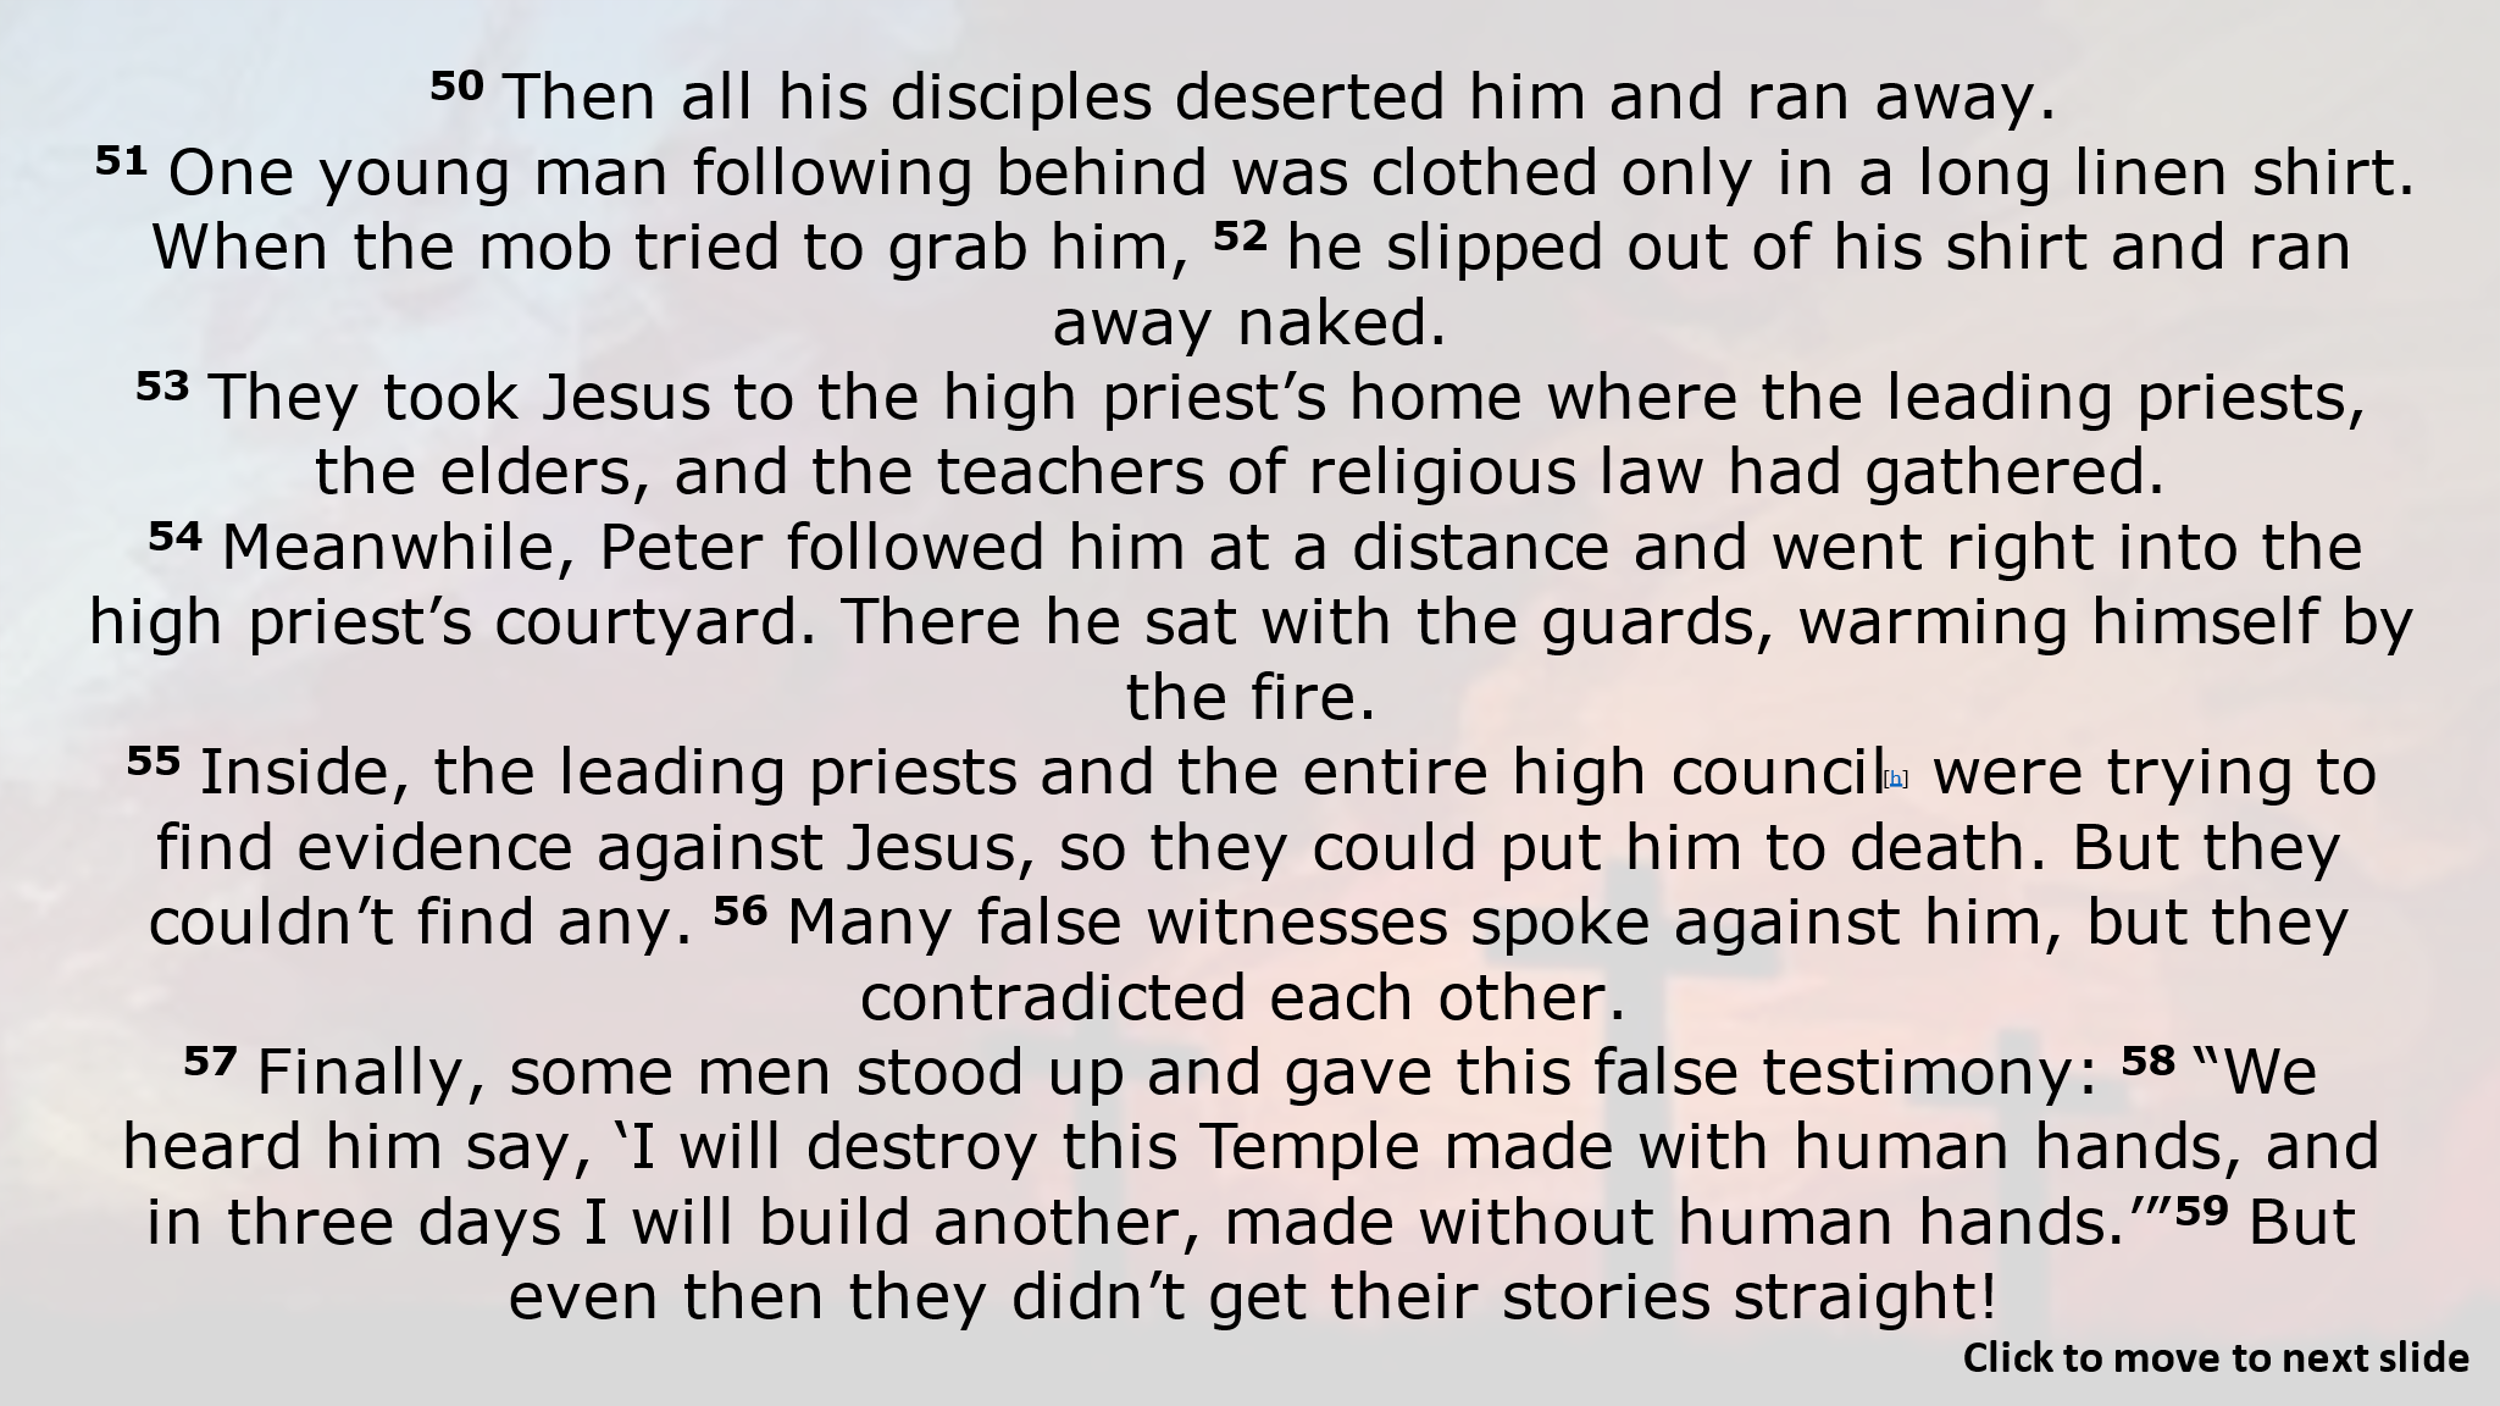 50 Then all his disciples deserted him and ran away.
51 One young man following behind was clothed only in a long linen shirt.
When the mob tried to grab him, 52 he slipped out of his shirt and ran
away naked.
53 They took Jesus to the high priest’s home where the leading priests,
the elders, and the teachers of religious law had gathered.
54 Meanwhile, Peter followed him at a distance and went right into the
high priest’s courtyard. There he sat with the guards, warming himself by
the fire.
55 Inside, the leading priests and the entire high council[h] were trying to
find evidence against Jesus, so they could put him to death. But they
couldn’t find any. 56 Many false witnesses spoke against him, but they
contradicted each other.
57 Finally, some men stood up and gave this false testimony: 58 “We
heard him say, ‘I will destroy this Temple made with human hands, and
in three days I will build another, made without human hands.’”59 But
even then they didn’t get their stories straight!
Click to move to next slide